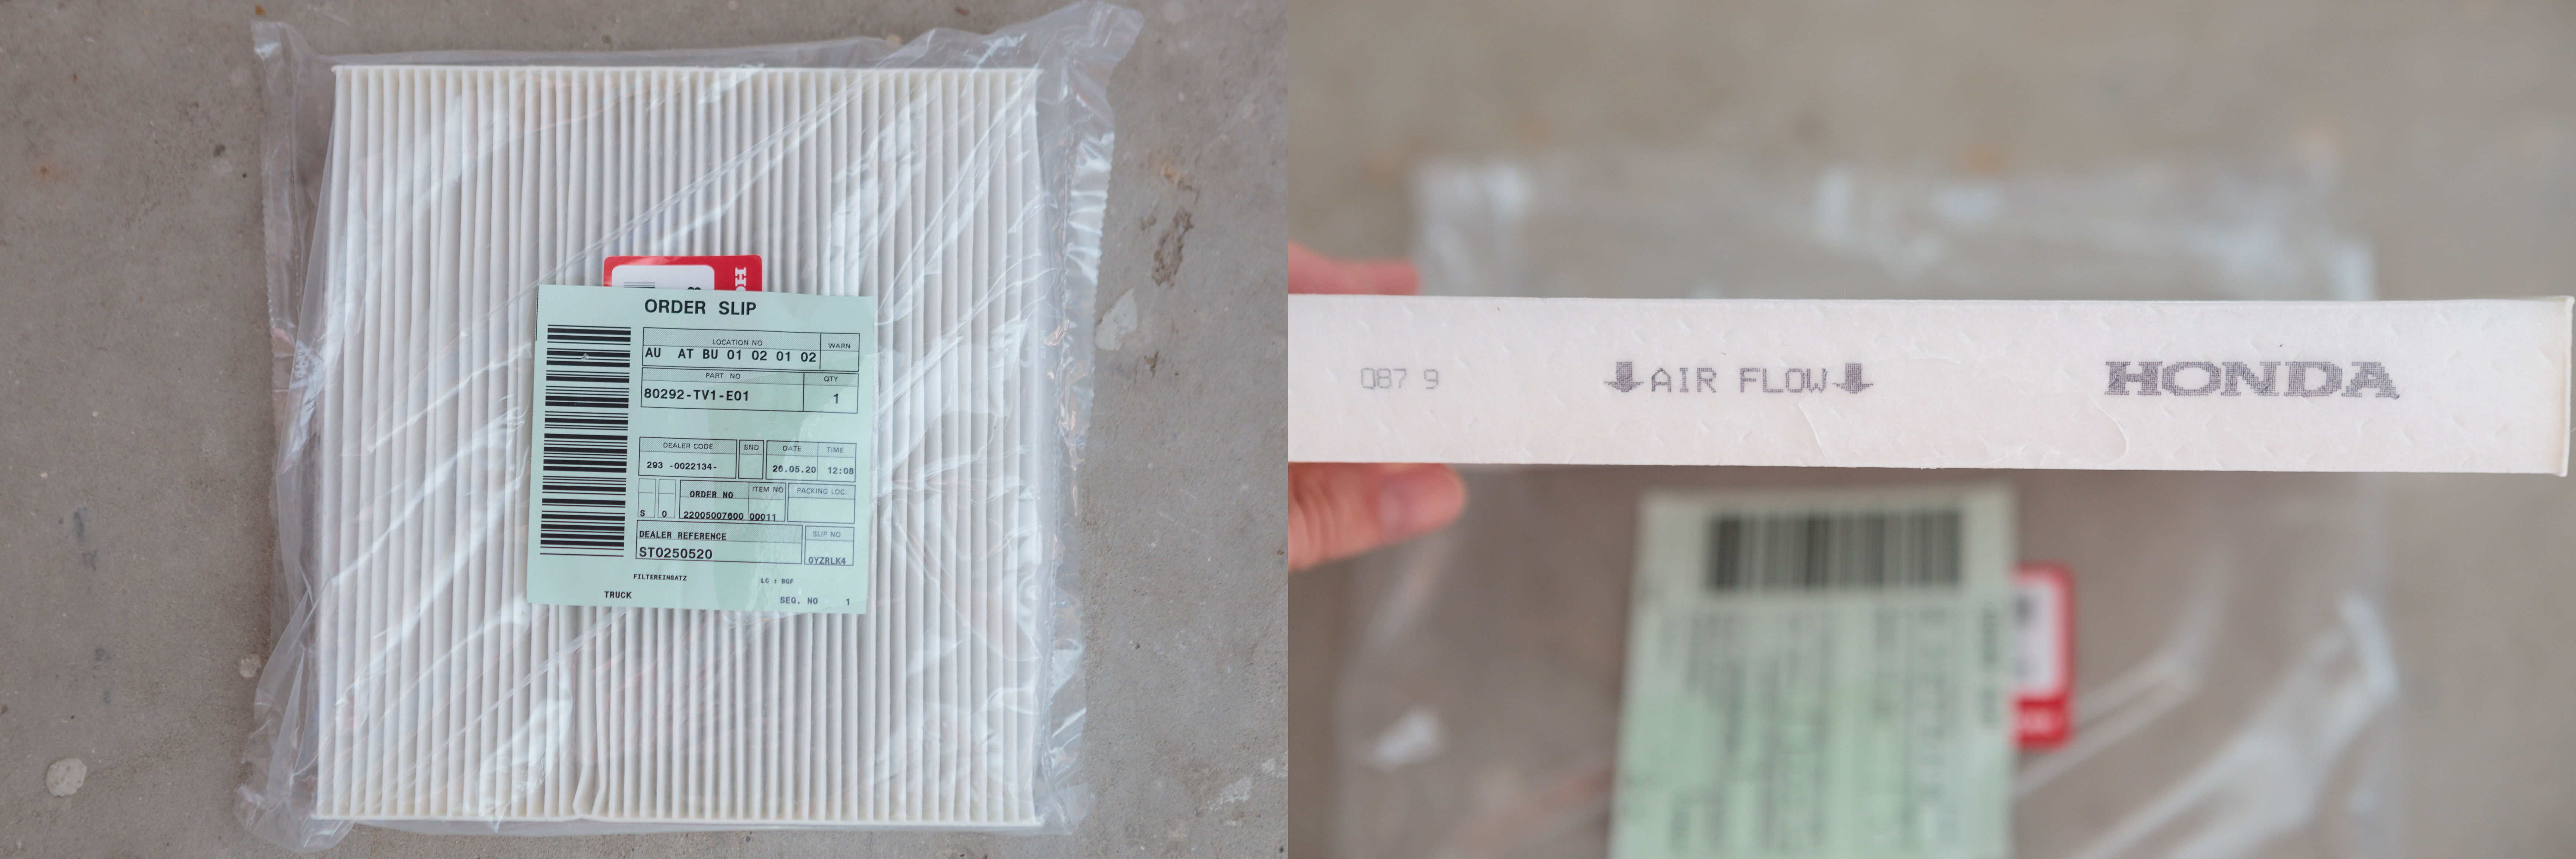 ORDER SLIP
LOCATION NO WARN
AU AT BU 01 02 01 02
PART NO QTY
80292-TV1-E01 1
DEALER CODE SND DATE TIME
293 -0022134- 26.05.20 12:08
ORDER NO ITEM NO PACKING LOC
S 0 22005007600 00011
DEALER REFERENCE SLIP NO
ST0250520 0YZRLK4
FILTEREINSATZ LC : BGF
TRUCK SEQ. NO 1
Q87 9 ↓AIR FLOW↓ HONDA